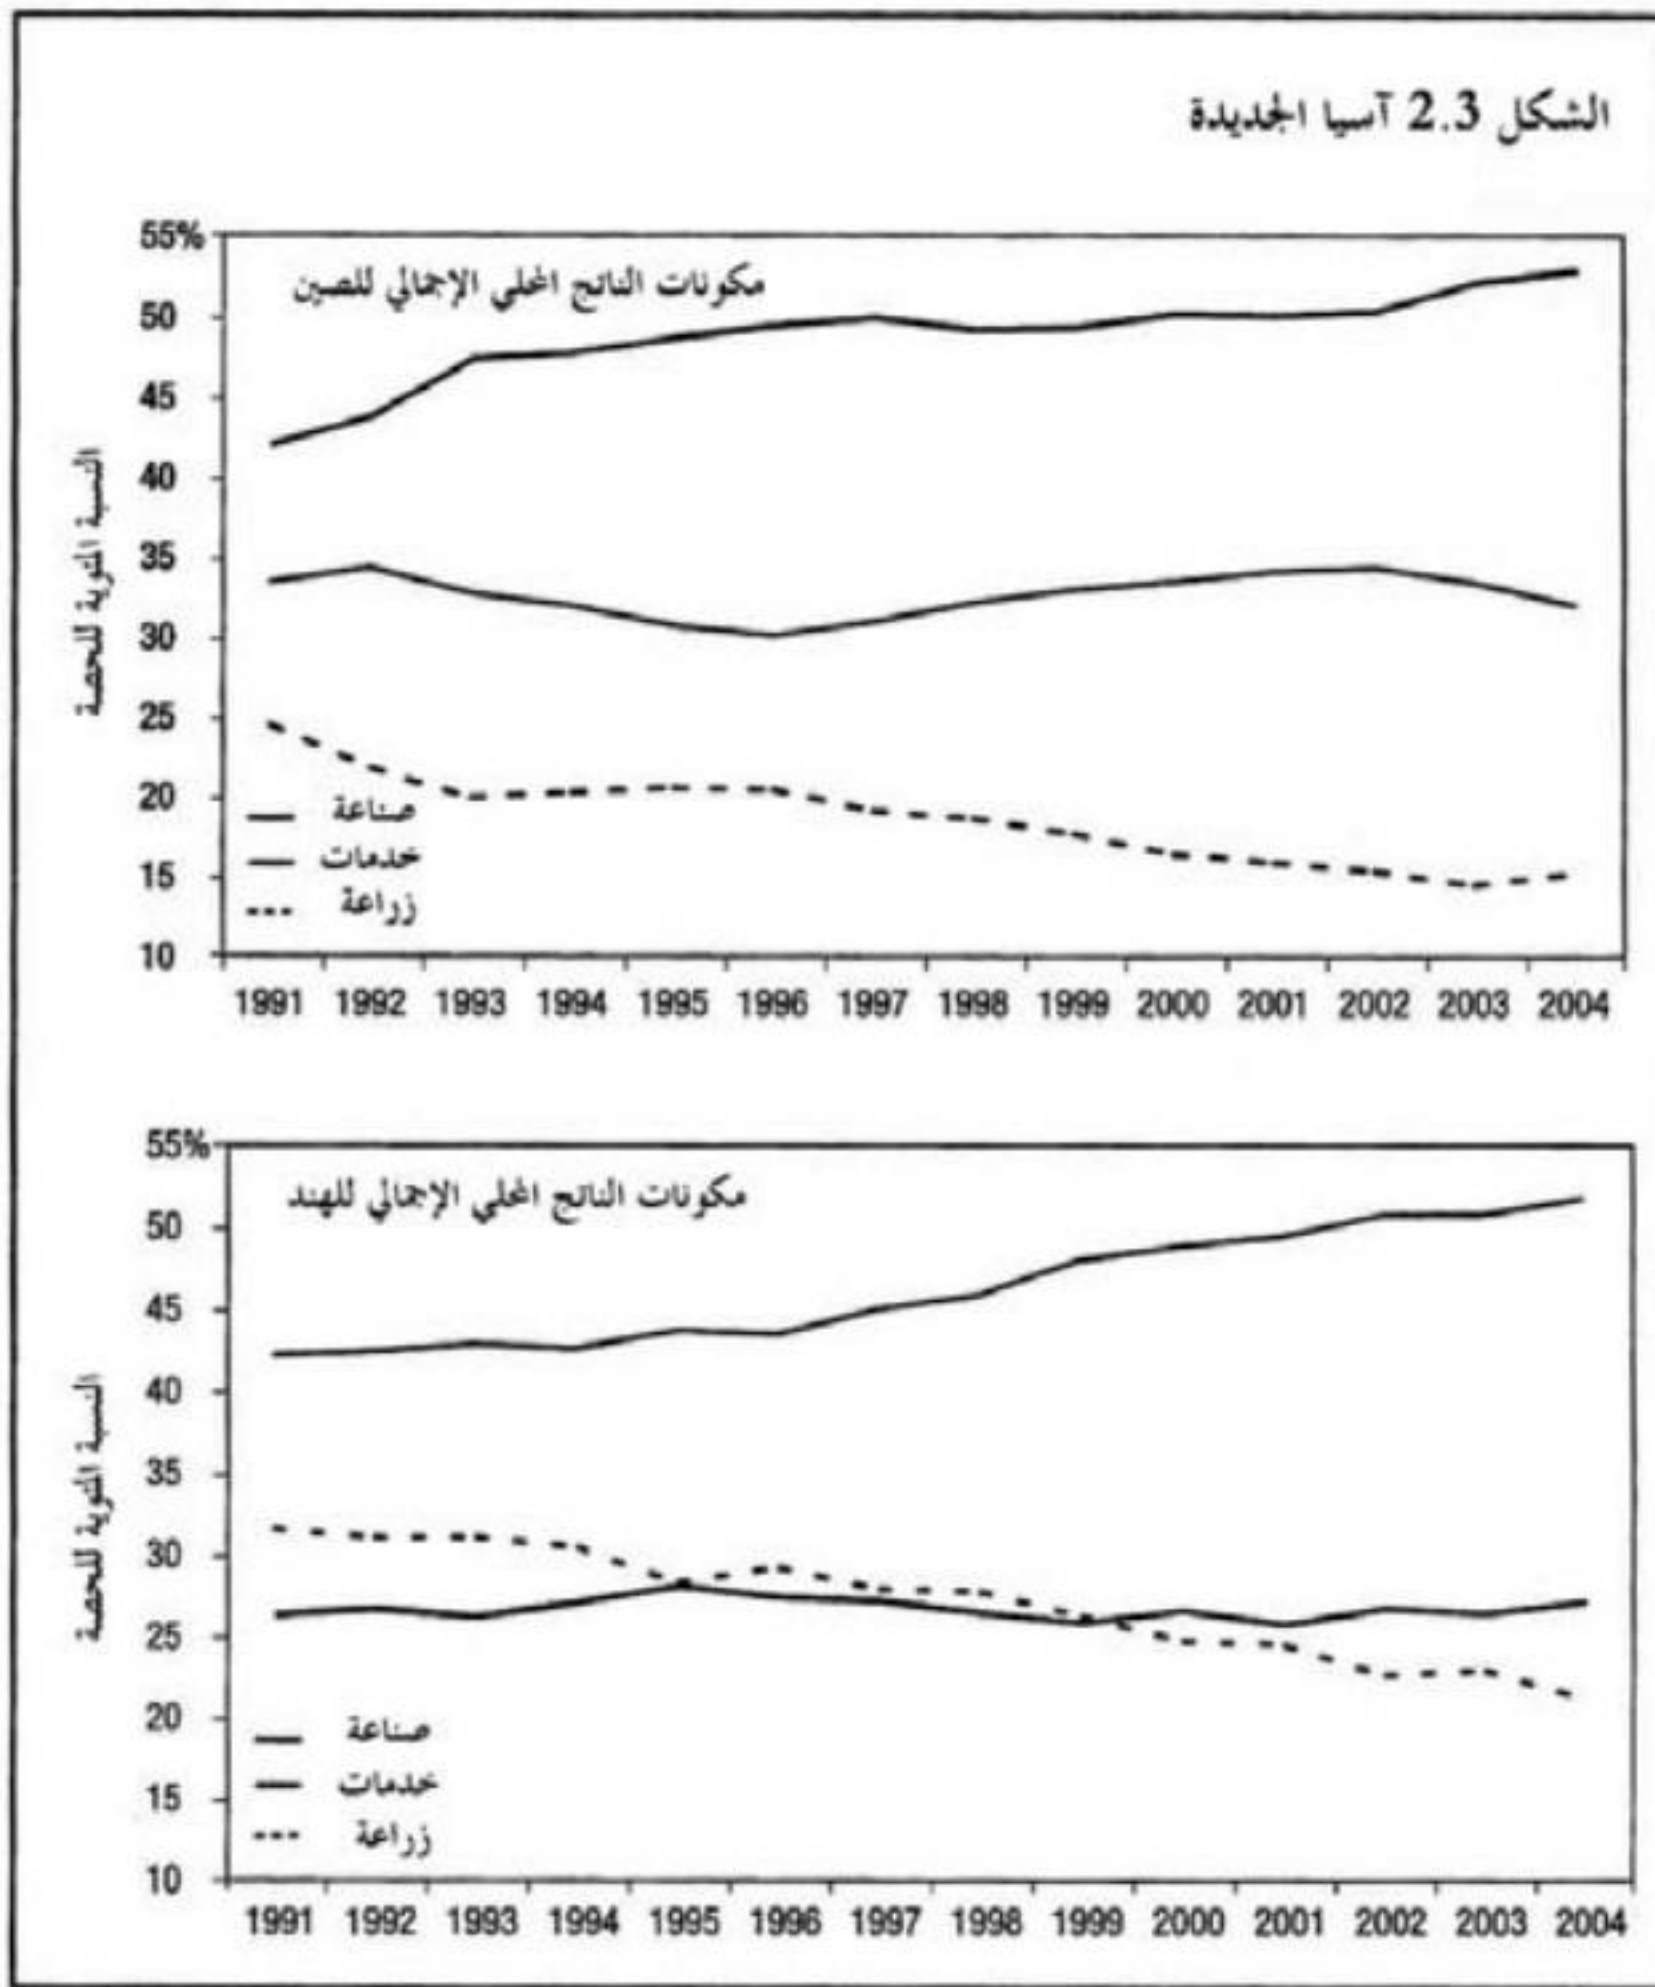 الشكل 2.3 آسيا الجديدة
مكونات الناتج المحلي الإجمالي للصين
النسبة المئوية للحصة
55%
50
45
40
35
30
25
20
15
10
صناعة
خدمات
زراعة
1991 1992 1993 1994 1995 1996 1997 1998 1999 2000 2001 2002 2003 2004
مكونات الناتج المحلي الإجمالي للهند
النسبة المئوية للحصة
55%
50
45
40
35
30
25
20
15
10
صناعة
خدمات
زراعة
1991 1992 1993 1994 1995 1996 1997 1998 1999 2000 2001 2002 2003 2004